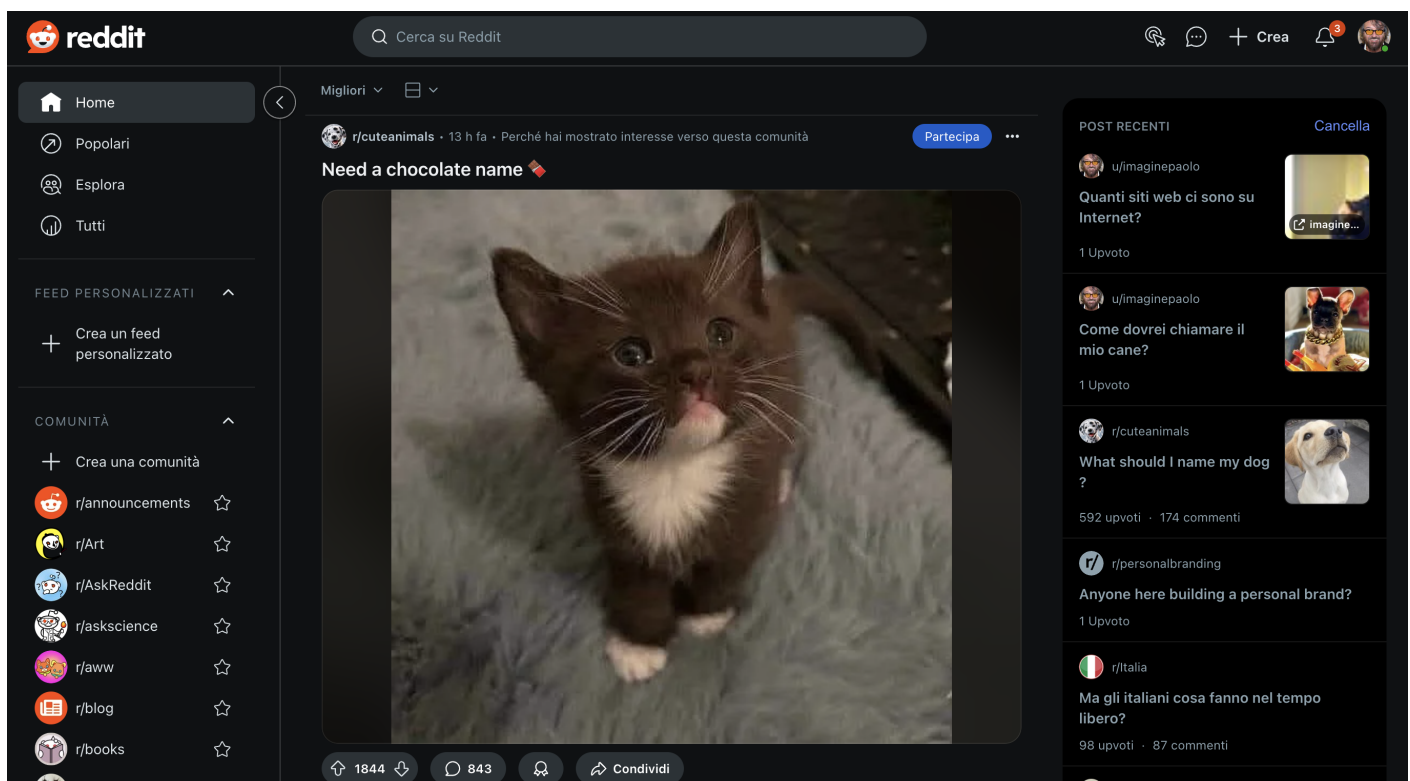 reddit
Cerca su Reddit
Crea
3
Home
Popolari
Esplora
Tutti
FEED PERSONALIZZATI
Crea un feed
personalizzato
COMUNITÀ
Crea una comunità
r/announcements
r/Art
r/AskReddit
r/askscience
r/aww
r/blog
r/books
Migliori
r/cuteanimals • 13 h fa • Perché hai mostrato interesse verso questa comunità
Partecipa
Need a chocolate name 🍫
1844
843
Condividi
POST RECENTI
Cancella
u/imaginepaolo
Quanti siti web ci sono su
Internet?
imagine...
1 Upvoto
u/imaginepaolo
Come dovrei chiamare il
mio cane?
1 Upvoto
r/cuteanimals
What should I name my dog
?
592 upvoti · 174 commenti
r/
r/personalbranding
Anyone here building a personal brand?
1 Upvoto
r/Italia
Ma gli italiani cosa fanno nel tempo
libero?
98 upvoti · 87 commenti